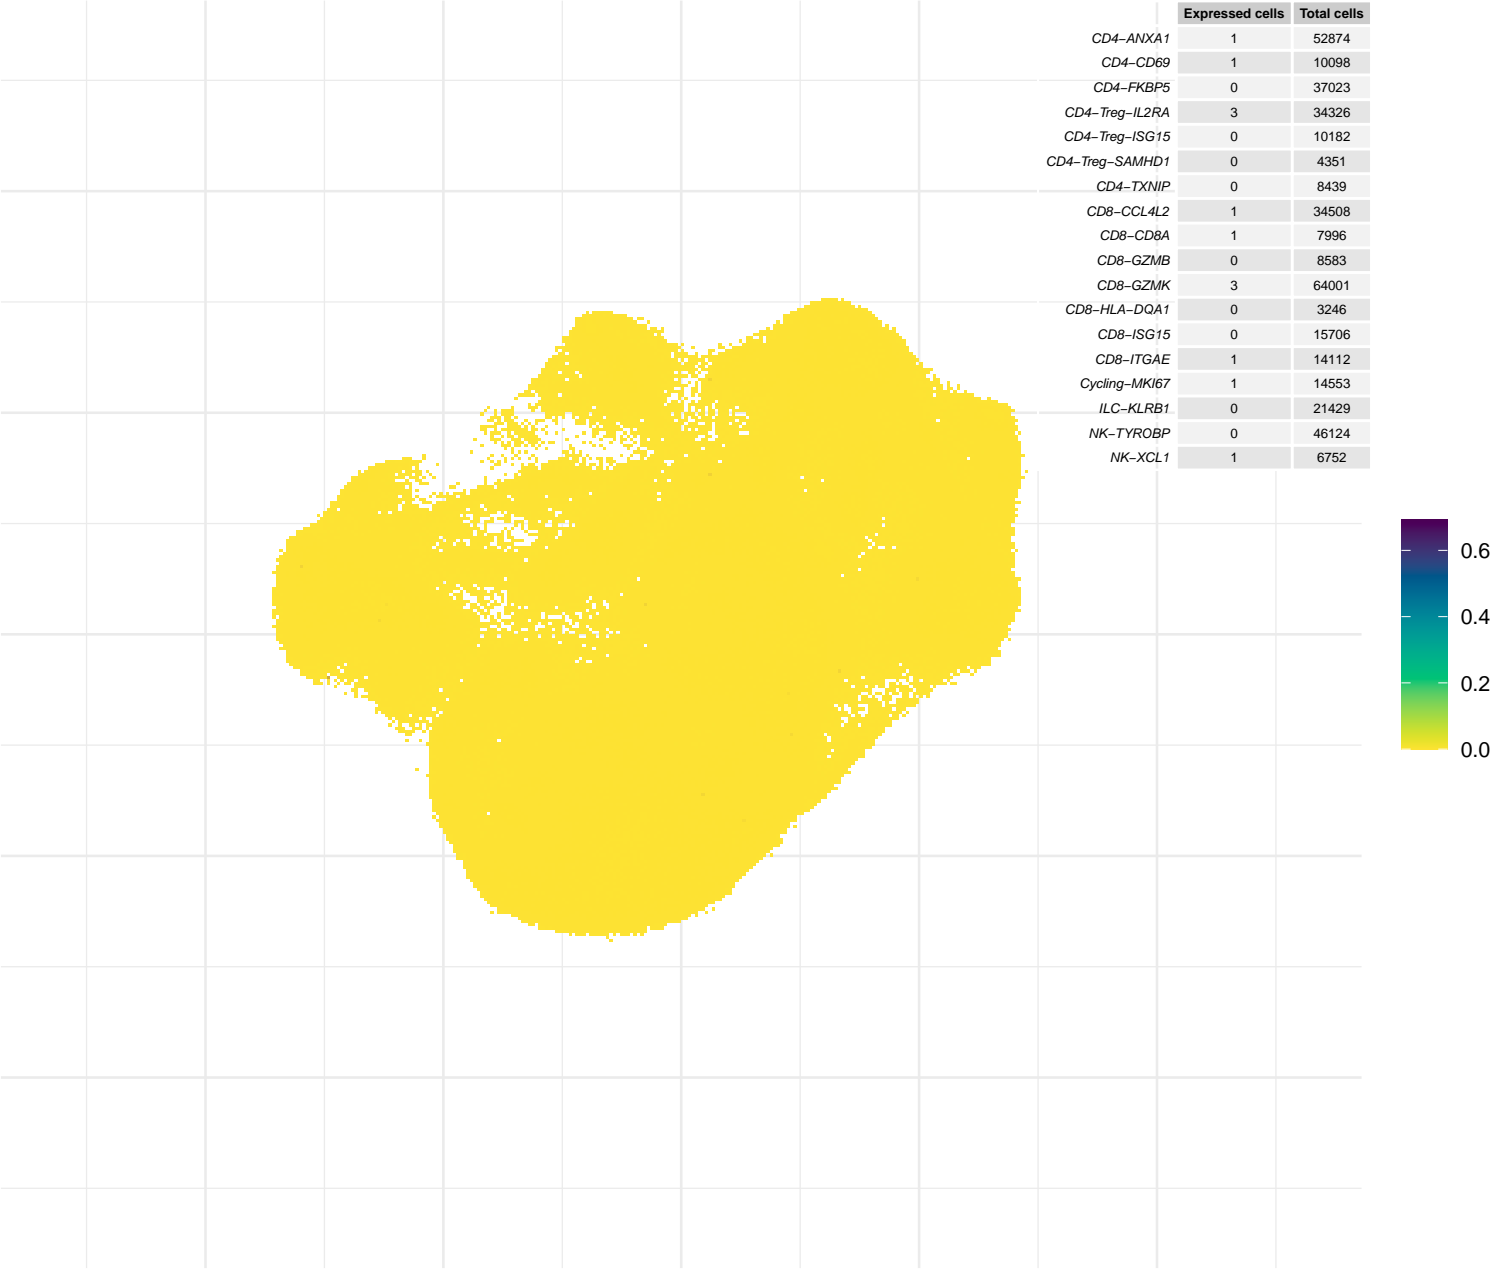 Expressed cells Total cells
CD4−ANXA1 1 52874
CD4−CD69 1 10098
CD4−FKBP5 0 37023
CD4−Treg−IL2RA 3 34326
CD4−Treg−ISG15 0 10182
CD4−Treg−SAMHD1 0 4351
CD4−TXNIP 0 8439
CD8−CCL4L2 1 34508
CD8−CD8A 1 7996
CD8−GZMB 0 8583
CD8−GZMK 3 64001
CD8−HLA−DQA1 0 3246
CD8−ISG15 0 15706
CD8−ITGAE 1 14112
Cycling−MKI67 1 14553
ILC−KLRB1 0 21429
NK−TYROBP 0 46124
NK−XCL1 1 6752
0.6
0.4
0.2
0.0